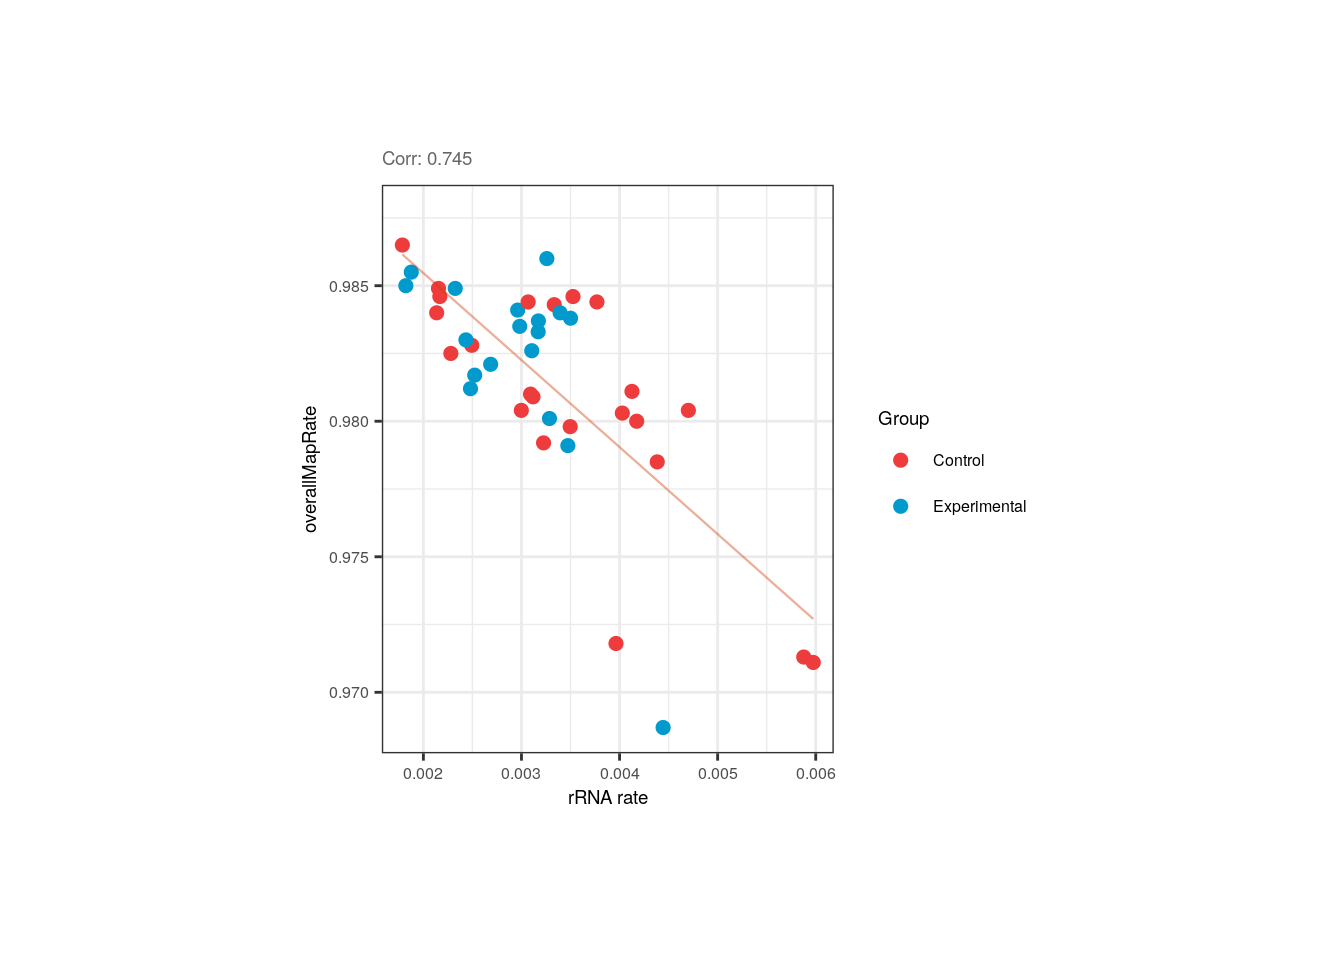 Corr: 0.745
0.985
0.980
0.975
0.970
overallMapRate
0.002 0.003 0.004 0.005 0.006
rRNA rate
Group
Control
Experimental